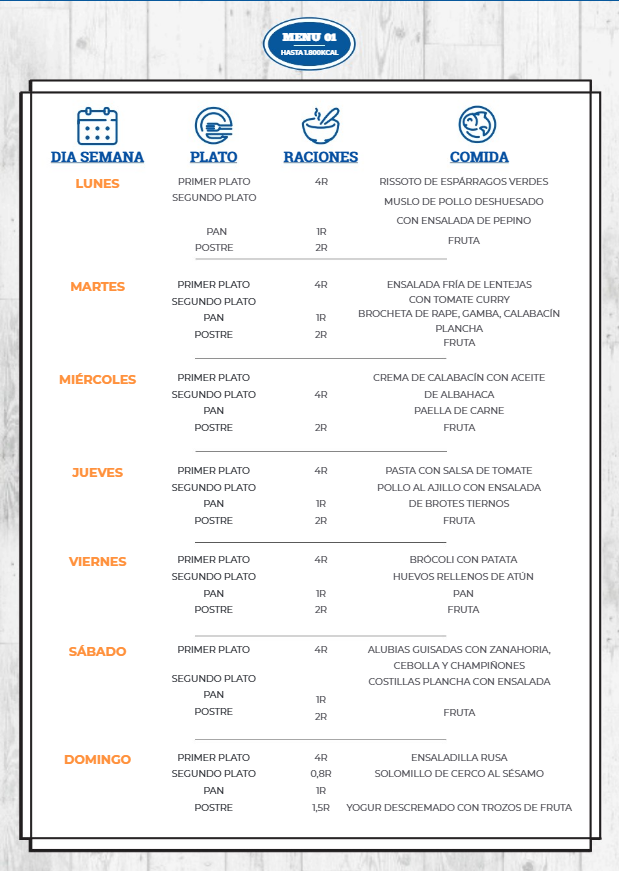 MENU 01
HASTA 1.800KCAL
DIA SEMANA PLATO RACIONES COMIDA
LUNES PRIMER PLATO 4R RISSOTO DE ESPÁRRAGOS VERDES
SEGUNDO PLATO MUSLO DE POLLO DESHUESADO
CON ENSALADA DE PEPINO
PAN 1R
POSTRE 2R FRUTA
MARTES PRIMER PLATO 4R ENSALADA FRÍA DE LENTEJAS
SEGUNDO PLATO CON TOMATE CURRY
PAN 1R BROCHETA DE RAPE, GAMBA, CALABACÍN
POSTRE 2R PLANCHA
FRUTA
MIÉRCOLES PRIMER PLATO CREMA DE CALABACÍN CON ACEITE
SEGUNDO PLATO 4R DE ALBAHACA
PAN PAELLA DE CARNE
POSTRE 2R FRUTA
JUEVES PRIMER PLATO 4R PASTA CON SALSA DE TOMATE
SEGUNDO PLATO POLLO AL AJILLO CON ENSALADA
PAN 1R DE BROTES TIERNOS
POSTRE 2R FRUTA
VIERNES PRIMER PLATO 4R BRÓCOLI CON PATATA
SEGUNDO PLATO HUEVOS RELLENOS DE ATÚN
PAN 1R PAN
POSTRE 2R FRUTA
SÁBADO PRIMER PLATO 4R ALUBIAS GUISADAS CON ZANAHORIA,
CEBOLLA Y CHAMPIÑONES
SEGUNDO PLATO COSTILLAS PLANCHA CON ENSALADA
PAN 1R
POSTRE 2R FRUTA
DOMINGO PRIMER PLATO 4R ENSALADILLA RUSA
SEGUNDO PLATO 0,8R SOLOMILLO DE CERCO AL SÉSAMO
PAN 1R
POSTRE 1,5R YOGUR DESCREMADO CON TROZOS DE FRUTA